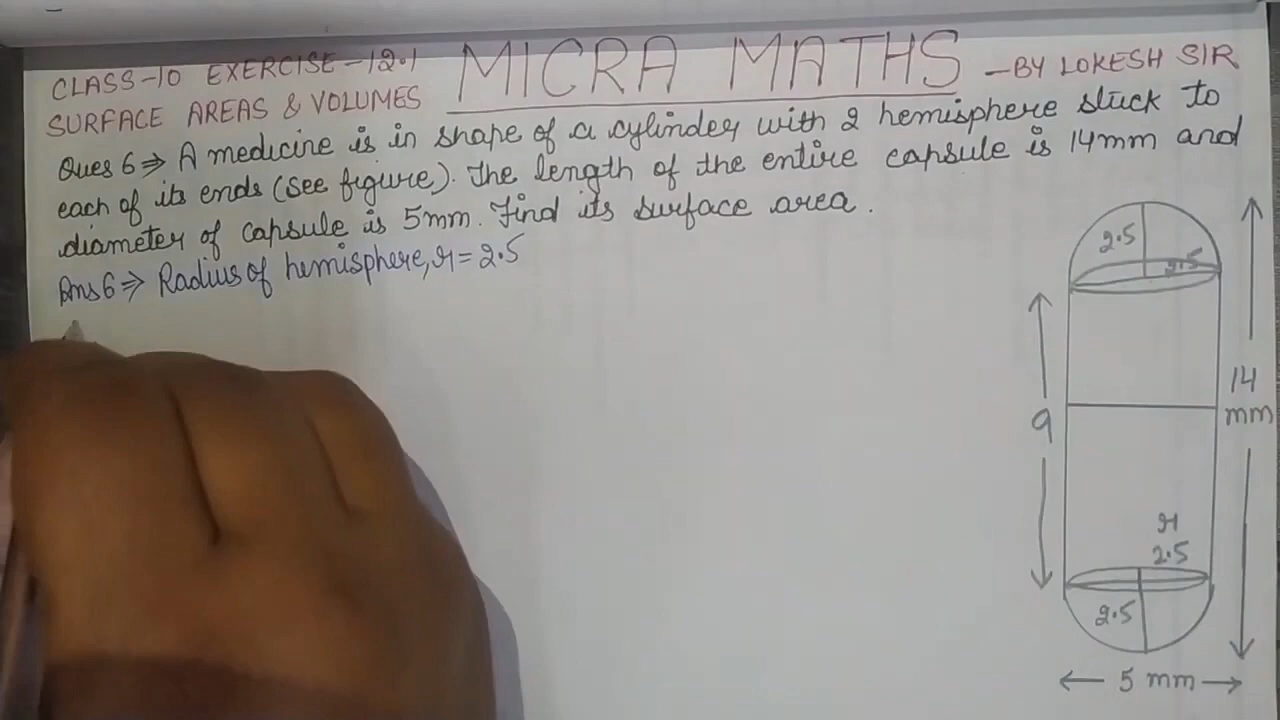 CLASS-10 EXERCISE-12.1
SURFACE AREAS & VOLUMES
MICRA MATHS
-BY LOKESH SIR
Ques 6⇒ A medicine is in shape of a cylinder with 2 hemisphere stuck to
each of its ends (see figure). The length of the entire capsule is 14mm and
diameter of capsule is 5mm. Find its surface area.
Ans 6⇒ Radius of hemisphere, r = 2.5
2.5
2.5
14
mm
9
r
2.5
2.5
5 mm